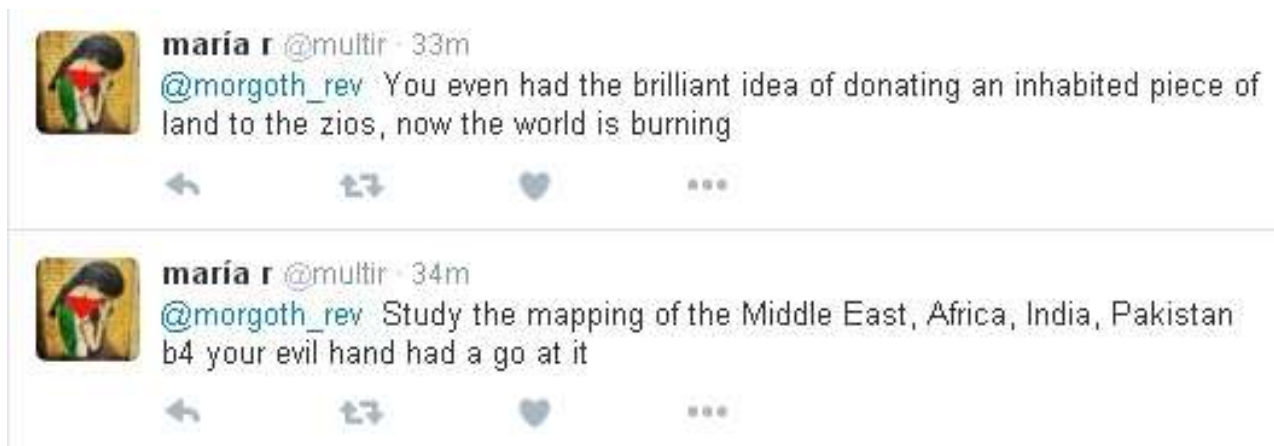 maría r @multir · 33m
@morgoth_rev You even had the brilliant idea of donating an inhabited piece of
land to the zios, now the world is burning
maría r @multir · 34m
@morgoth_rev Study the mapping of the Middle East, Africa, India, Pakistan
b4 your evil hand had a go at it